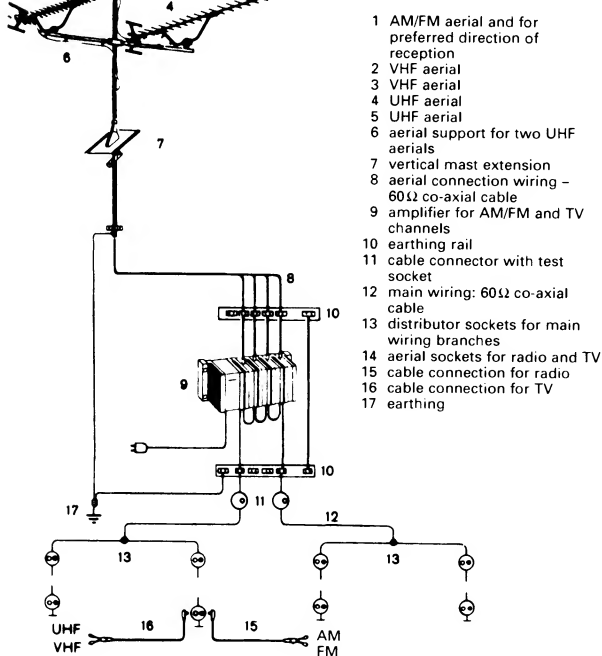 4
6
7
8
10
9
10
17
11
12
13
13
16
15
UHF
VHF
AM
FM
1 AM/FM aerial and for
preferred direction of
reception
2 VHF aerial
3 VHF aerial
4 UHF aerial
5 UHF aerial
6 aerial support for two UHF
aerials
7 vertical mast extension
8 aerial connection wiring –
60Ω co-axial cable
9 amplifier for AM/FM and TV
channels
10 earthing rail
11 cable connector with test
socket
12 main wiring: 60Ω co-axial
cable
13 distributor sockets for main
wiring branches
14 aerial sockets for radio and TV
15 cable connection for radio
16 cable connection for TV
17 earthing